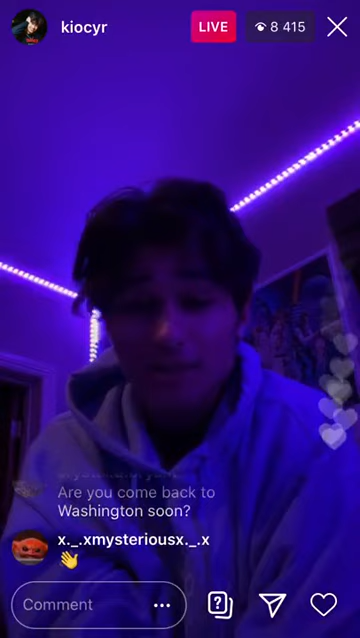 kiocyr
LIVE
8 415
Are you come back to
Washington soon?
x._.xmysteriousx._.x
👋
Comment